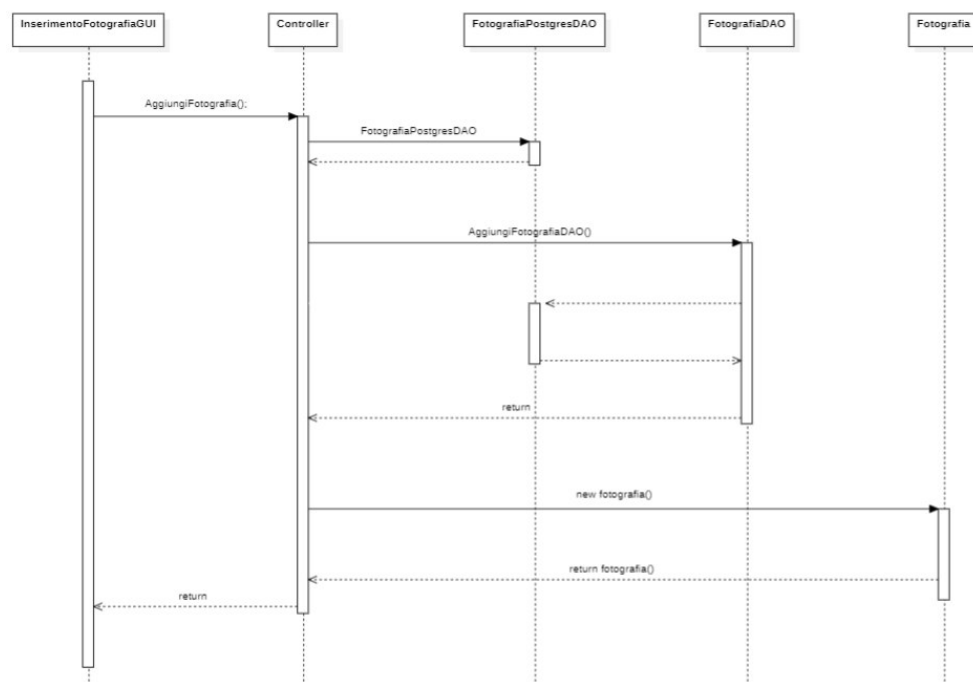 InserimentoFotografiaGUI
Controller
FotografiaPostgresDAO
FotografiaDAO
Fotografia
AggiungiFotografia();
FotografiaPostgresDAO
AggiungiFotografiaDAO()
return
new fotografia()
return fotografia()
return